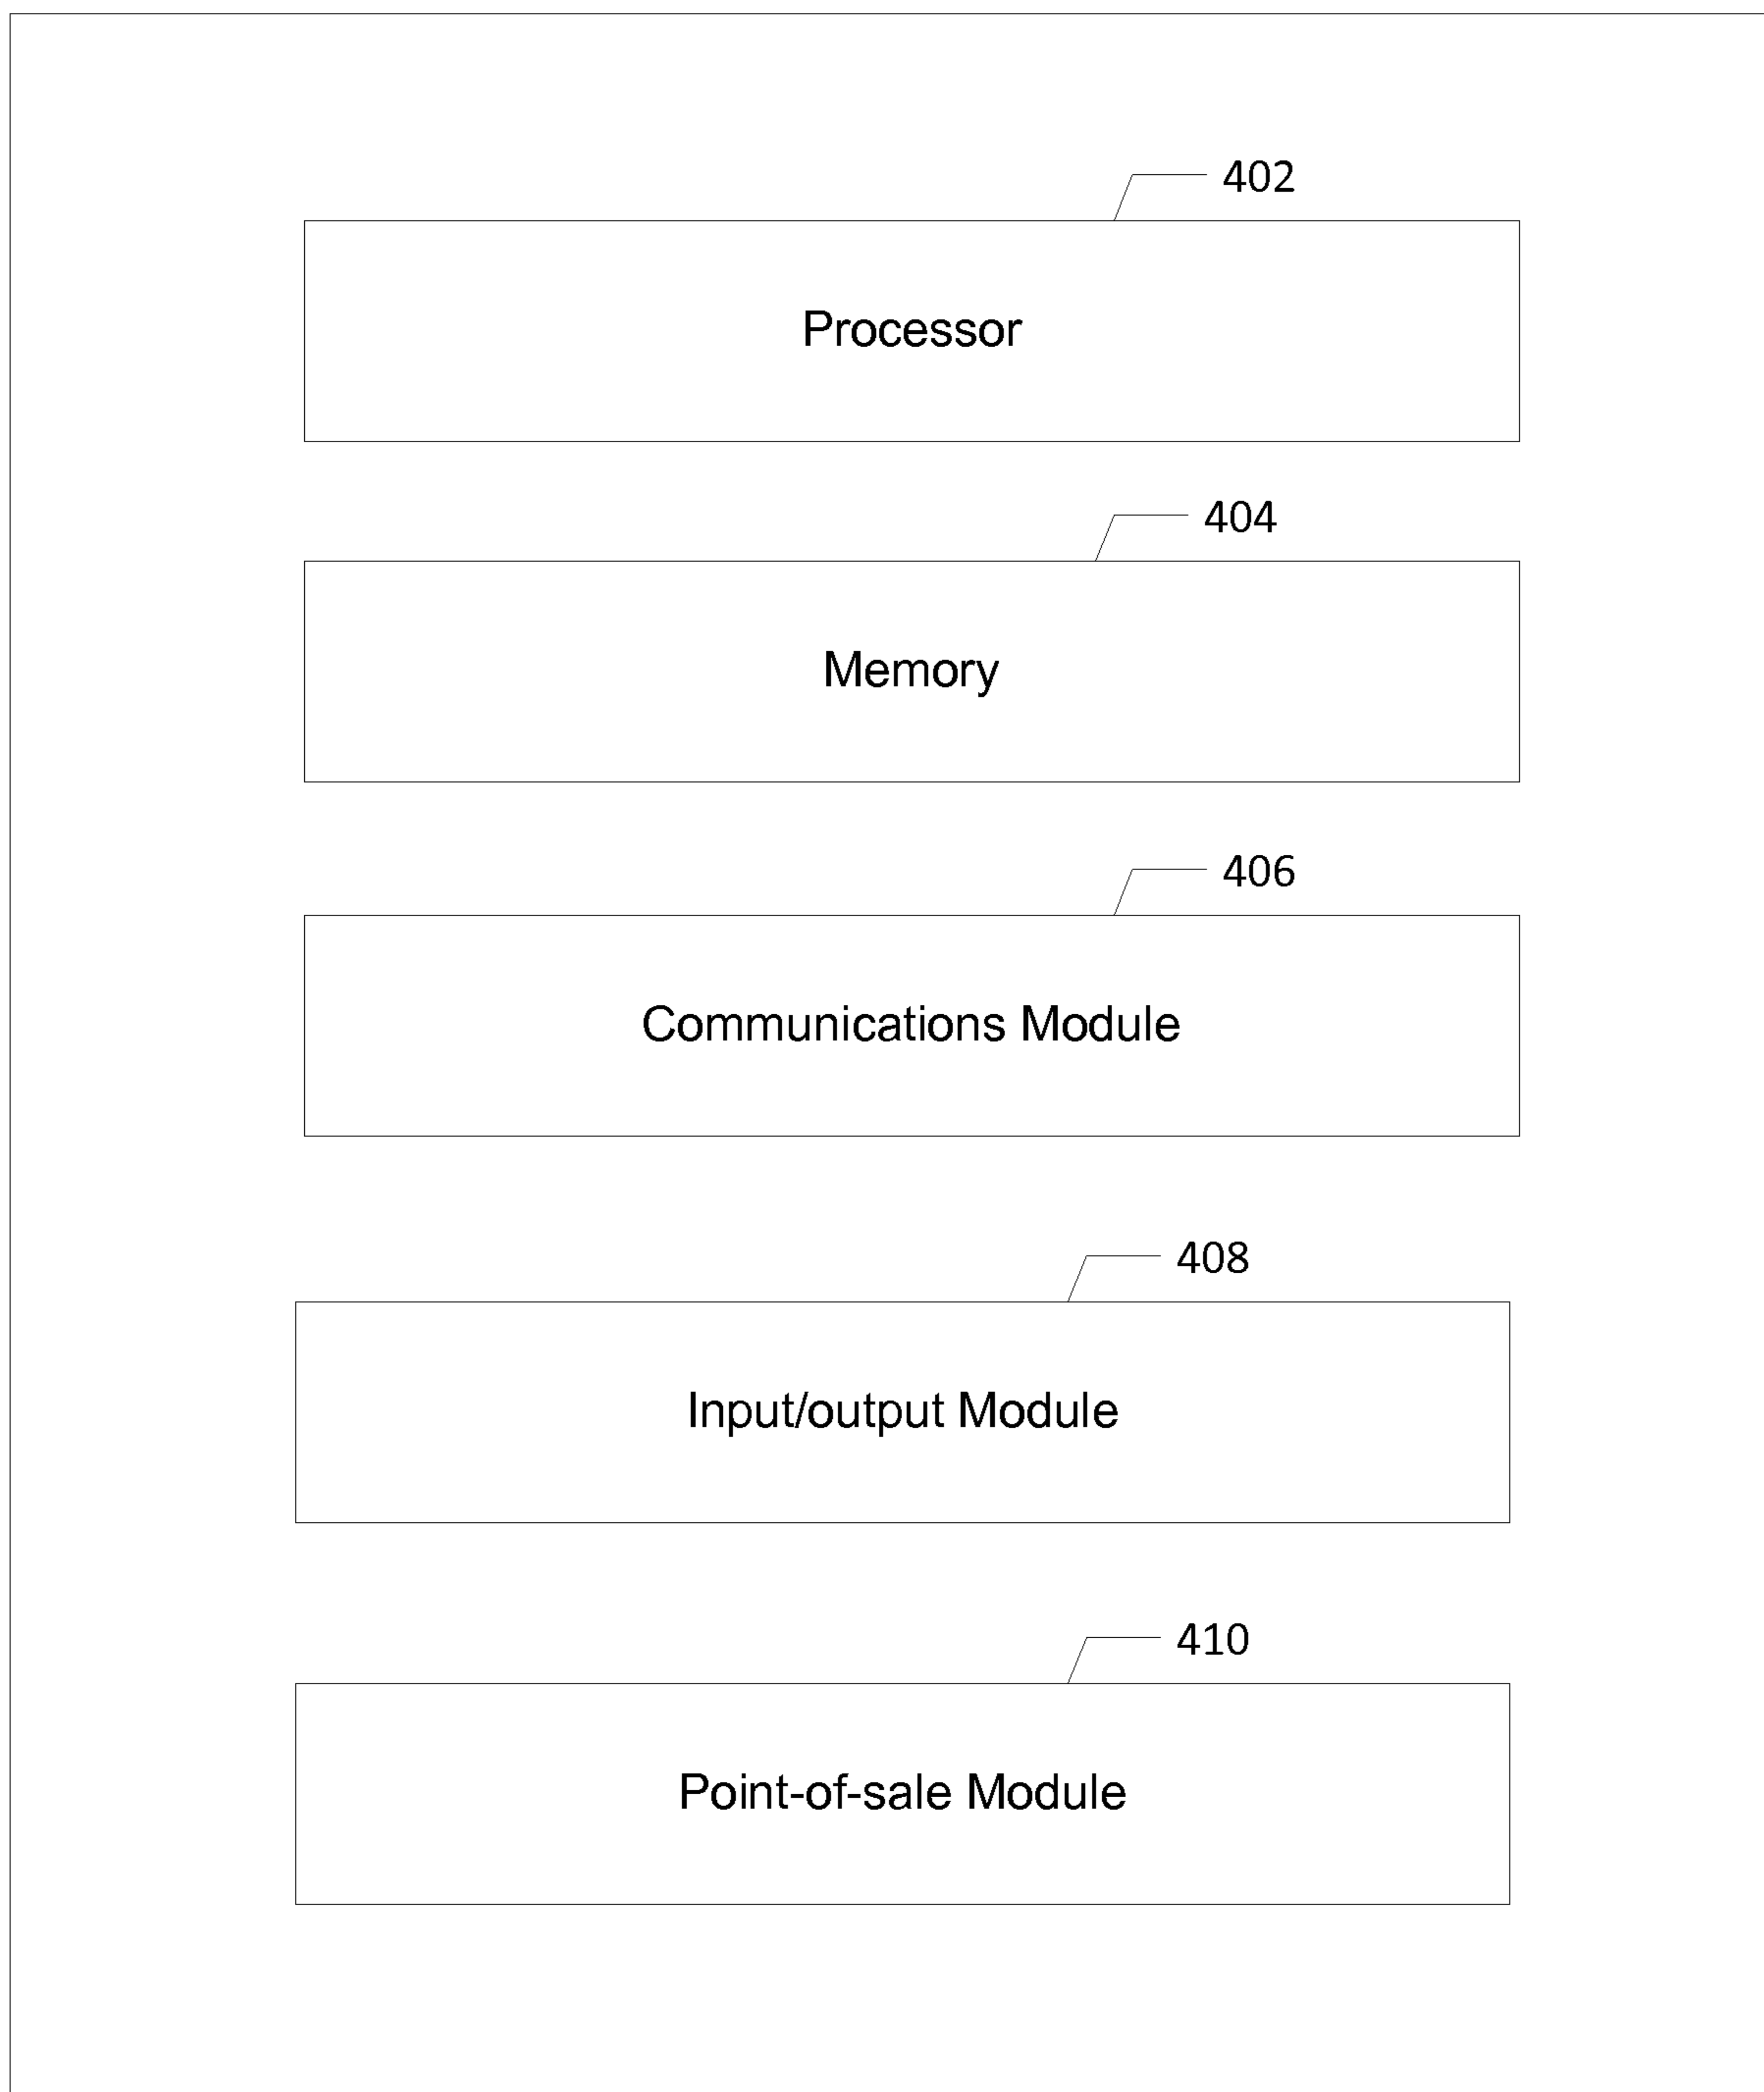 402
Processor
404
Memory
406
Communications Module
408
Input/output Module
410
Point-of-sale Module